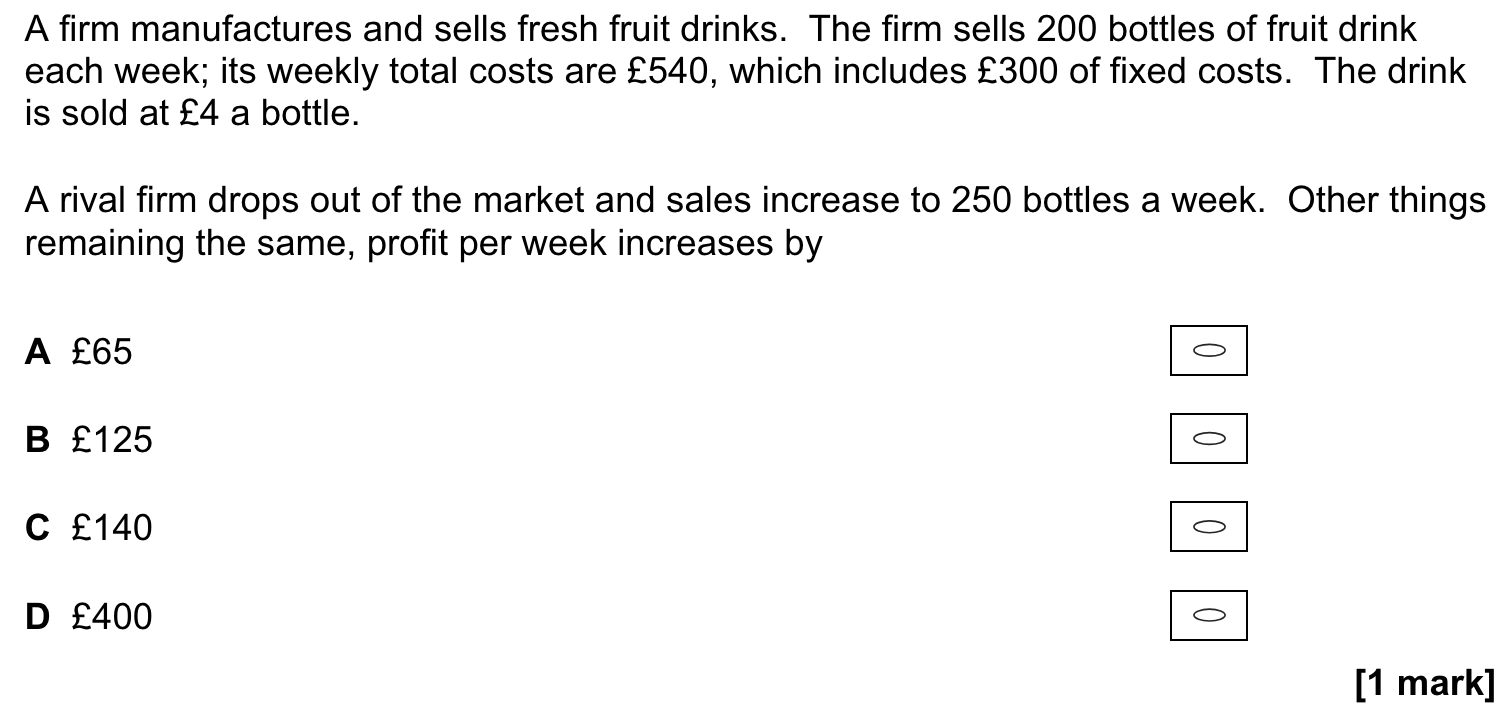 A firm manufactures and sells fresh fruit drinks.  The firm sells 200 bottles of fruit drink
each week; its weekly total costs are £540, which includes £300 of fixed costs.  The drink
is sold at £4 a bottle.
A rival firm drops out of the market and sales increase to 250 bottles a week.  Other things
remaining the same, profit per week increases by
A £65
B £125
C £140
D £400
[1 mark]